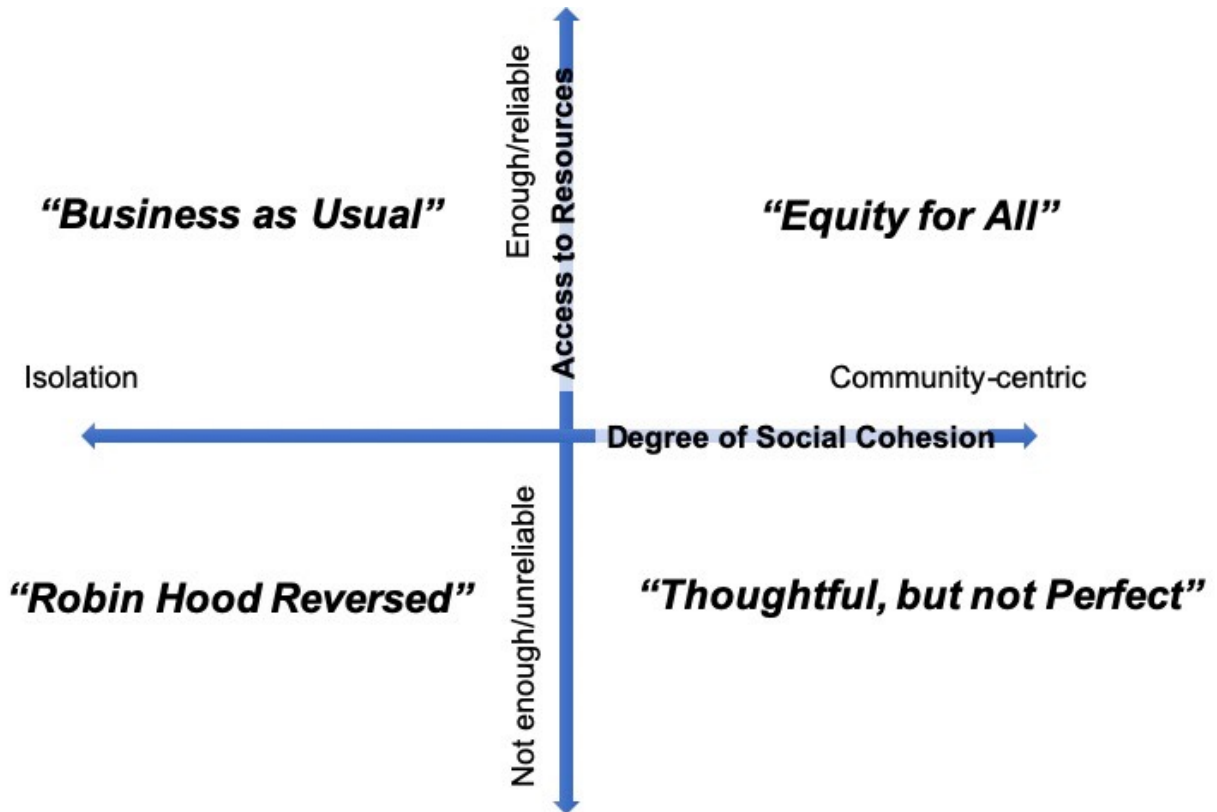 Enough/reliable
Access to Resources
“Business as Usual”
“Equity for All”
Isolation
Community-centric
Degree of Social Cohesion
Not enough/unreliable
“Robin Hood Reversed”
“Thoughtful, but not Perfect”